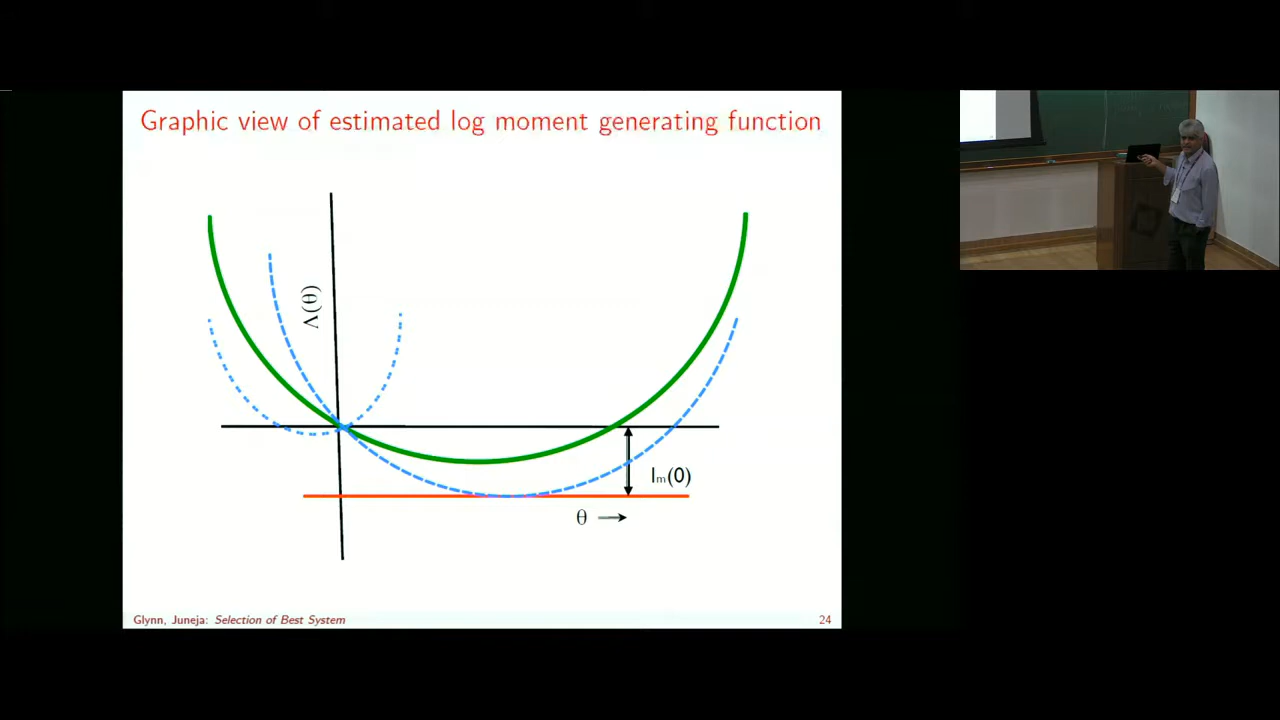 Graphic view of estimated log moment generating function
Λ(θ)
Iₘ(0)
θ →
Glynn, Juneja: Selection of Best System
24